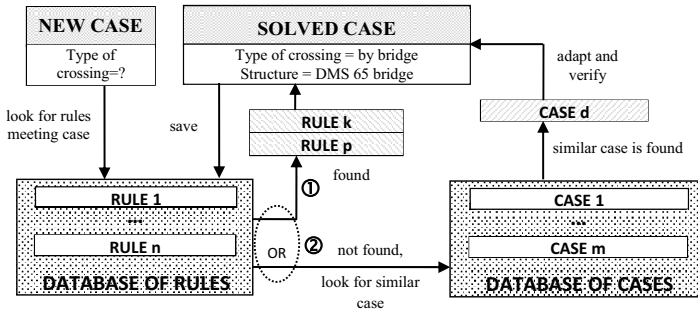 NEW CASE
Type of
crossing=?
SOLVED CASE
Type of crossing = by bridge
Structure = DMS 65 bridge
adapt and
verify
look for rules
meeting case
save
RULE k
RULE p
CASE d
similar case is found
①
found
RULE 1
...
RULE n
DATABASE OF RULES
OR
②
not found,
look for similar
case
CASE 1
...
CASE m
DATABASE OF CASES